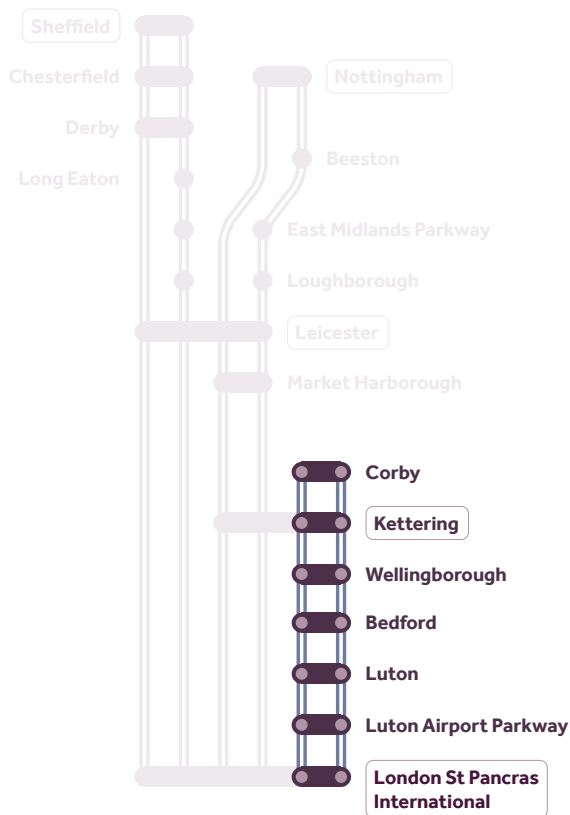 Sheffield
Chesterfield
Nottingham
Derby
Beeston
Long Eaton
East Midlands Parkway
Loughborough
Leicester
Market Harborough
Corby
Kettering
Wellingborough
Bedford
Luton
Luton Airport Parkway
London St Pancras
International